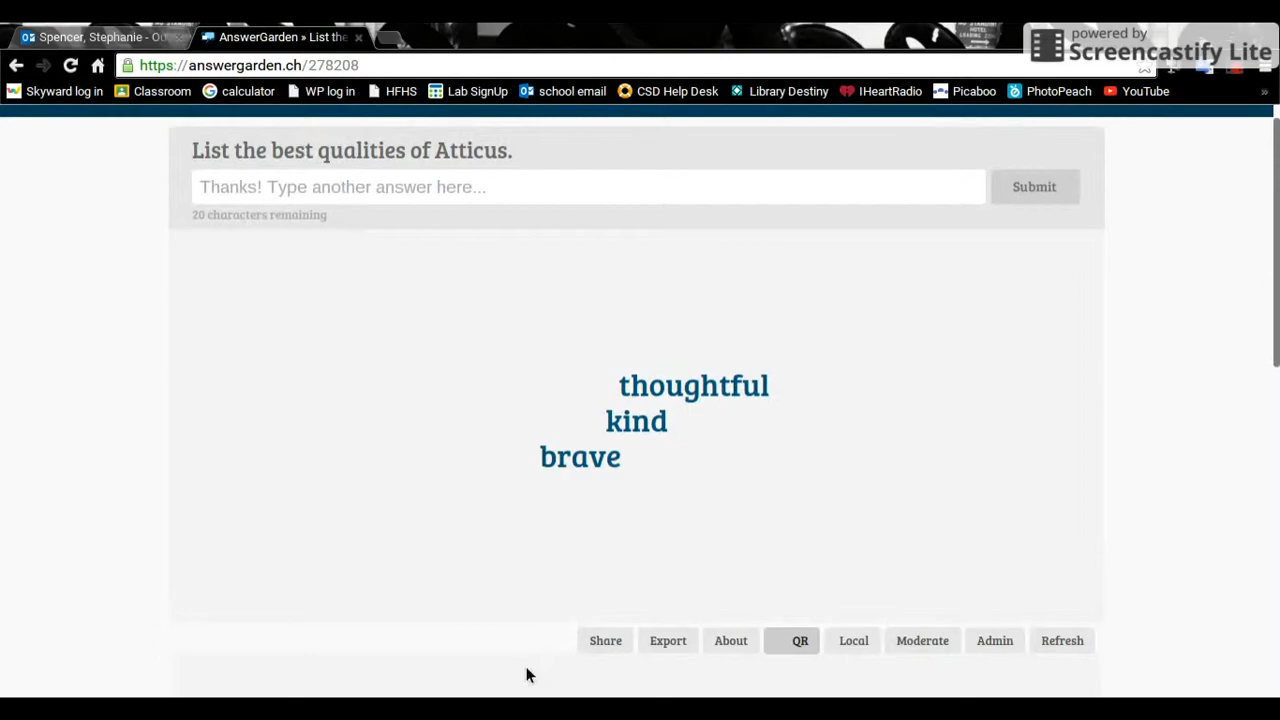 powered by
Screencastify Lite
Spencer, Stephanie - Ou
AnswerGarden » List the
https://answergarden.ch/278208
Skyward log in Classroom calculator WP log in HFHS Lab SignUp school email CSD Help Desk Library Destiny IHeartRadio Picaboo PhotoPeach YouTube »
List the best qualities of Atticus.
Thanks! Type another answer here... Submit
20 characters remaining
thoughtful
kind
brave
Share Export About QR Local Moderate Admin Refresh